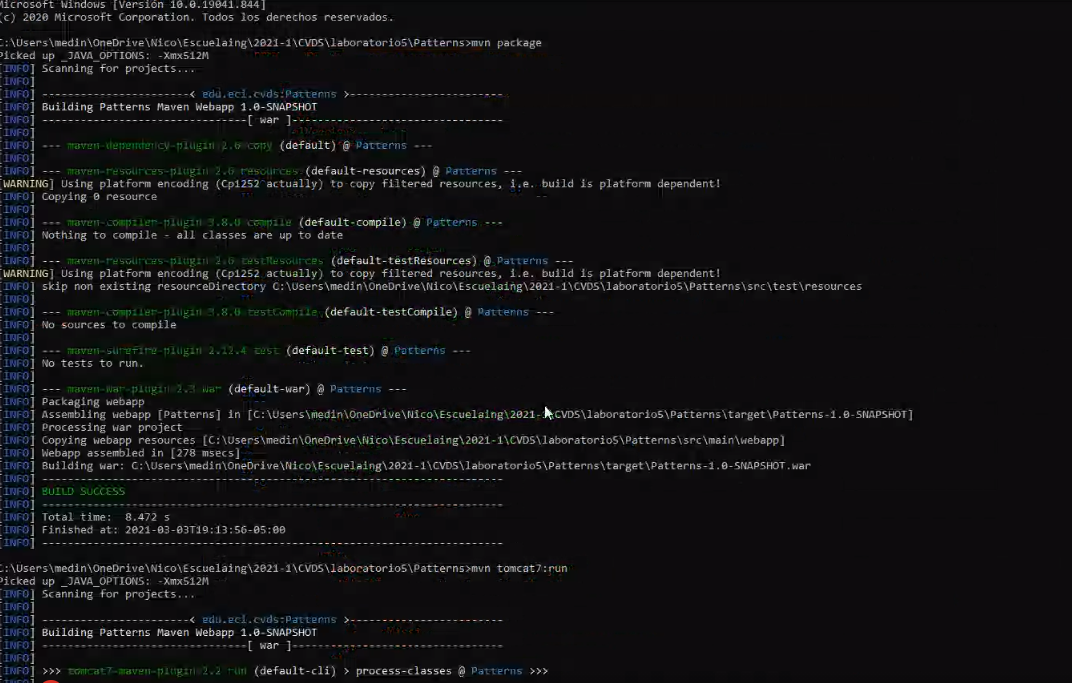 Microsoft Windows [Versión 10.0.19041.844]
(c) 2020 Microsoft Corporation. Todos los derechos reservados.
C:\Users\medin\OneDrive\Nico\Escuelaing\2021-1\CVDS\laboratorio5\Patterns>mvn package
Picked up _JAVA_OPTIONS: -Xmx512M
[INFO] Scanning for projects...
[INFO]
[INFO] -----------------------< edu.eci.cvds:Patterns >------------------------
[INFO] Building Patterns Maven Webapp 1.0-SNAPSHOT
[INFO] --------------------------------[ war ]---------------------------------
[INFO]
[INFO] --- maven-dependency-plugin 2.6 copy (default) @ Patterns ---
[INFO]
[INFO] --- maven-resources-plugin 2.6 resources (default-resources) @ Patterns ---
[WARNING] Using platform encoding (Cp1252 actually) to copy filtered resources, i.e. build is platform dependent!
[INFO] Copying 0 resource
[INFO]
[INFO] --- maven-compiler-plugin 3.8.0 compile (default-compile) @ Patterns ---
[INFO] Nothing to compile - all classes are up to date
[INFO]
[INFO] --- maven-resources-plugin 2.6 testResources (default-testResources) @ Patterns ---
[WARNING] Using platform encoding (Cp1252 actually) to copy filtered resources, i.e. build is platform dependent!
[INFO] skip non existing resourceDirectory C:\Users\medin\OneDrive\Nico\Escuelaing\2021-1\CVDS\laboratorio5\Patterns\src\test\resources
[INFO]
[INFO] --- maven-compiler-plugin 3.8.0 testCompile (default-testCompile) @ Patterns ---
[INFO] No sources to compile
[INFO]
[INFO] --- maven-surefire-plugin 2.12.4 test (default-test) @ Patterns ---
[INFO] No tests to run.
[INFO]
[INFO] --- maven-war-plugin 2.3 war (default-war) @ Patterns ---
[INFO] Packaging webapp
[INFO] Assembling webapp [Patterns] in [C:\Users\medin\OneDrive\Nico\Escuelaing\2021-1\CVDS\laboratorio5\Patterns\target\Patterns-1.0-SNAPSHOT]
[INFO] Processing war project
[INFO] Copying webapp resources [C:\Users\medin\OneDrive\Nico\Escuelaing\2021-1\CVDS\laboratorio5\Patterns\src\main\webapp]
[INFO] Webapp assembled in [278 msecs]
[INFO] Building war: C:\Users\medin\OneDrive\Nico\Escuelaing\2021-1\CVDS\laboratorio5\Patterns\target\Patterns-1.0-SNAPSHOT.war
[INFO] ------------------------------------------------------------------------
[INFO] BUILD SUCCESS
[INFO] ------------------------------------------------------------------------
[INFO] Total time:  8.472 s
[INFO] Finished at: 2021-03-03T19:13:56-05:00
[INFO] ------------------------------------------------------------------------
C:\Users\medin\OneDrive\Nico\Escuelaing\2021-1\CVDS\laboratorio5\Patterns>mvn tomcat7:run
Picked up _JAVA_OPTIONS: -Xmx512M
[INFO] Scanning for projects...
[INFO]
[INFO] -----------------------< edu.eci.cvds:Patterns >------------------------
[INFO] Building Patterns Maven Webapp 1.0-SNAPSHOT
[INFO] --------------------------------[ war ]---------------------------------
[INFO]
[INFO] >>> tomcat7-maven-plugin 2.2 run (default-cli) > process-classes @ Patterns >>>
[INFO]